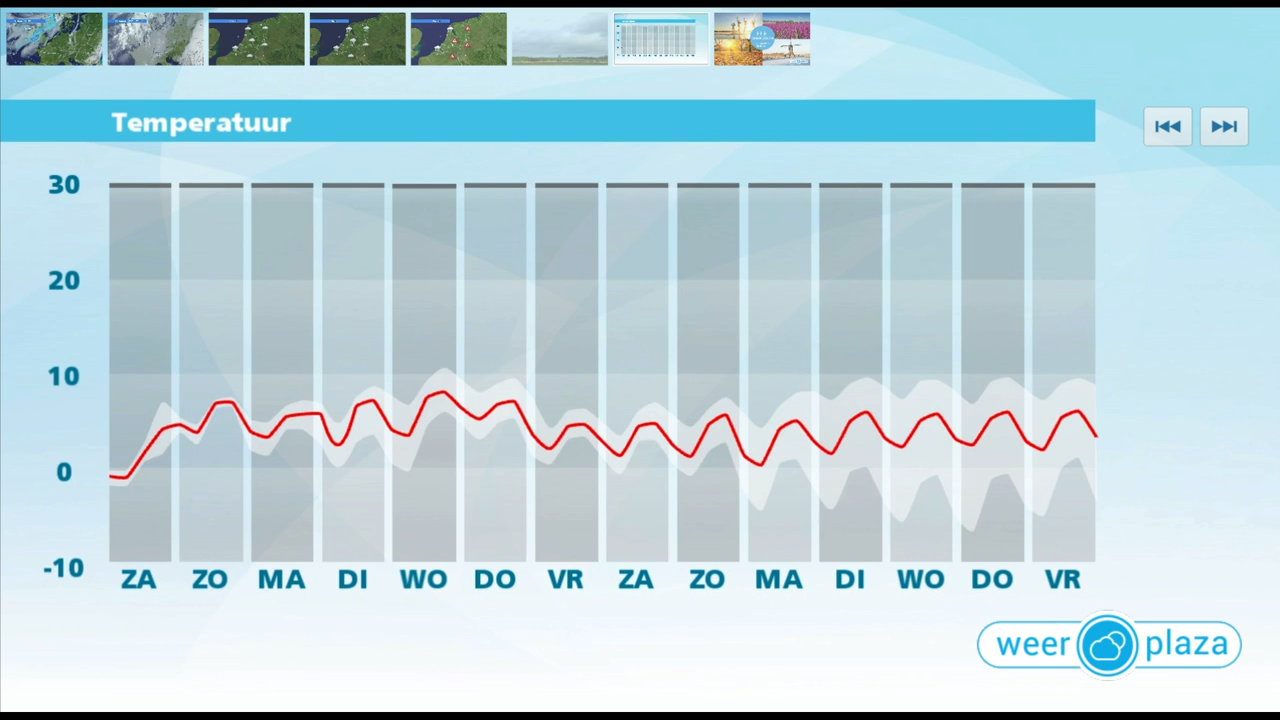 Temperatuur
30
20
10
0
-10
ZA ZO MA DI WO DO VR ZA ZO MA DI WO DO VR
weer plaza